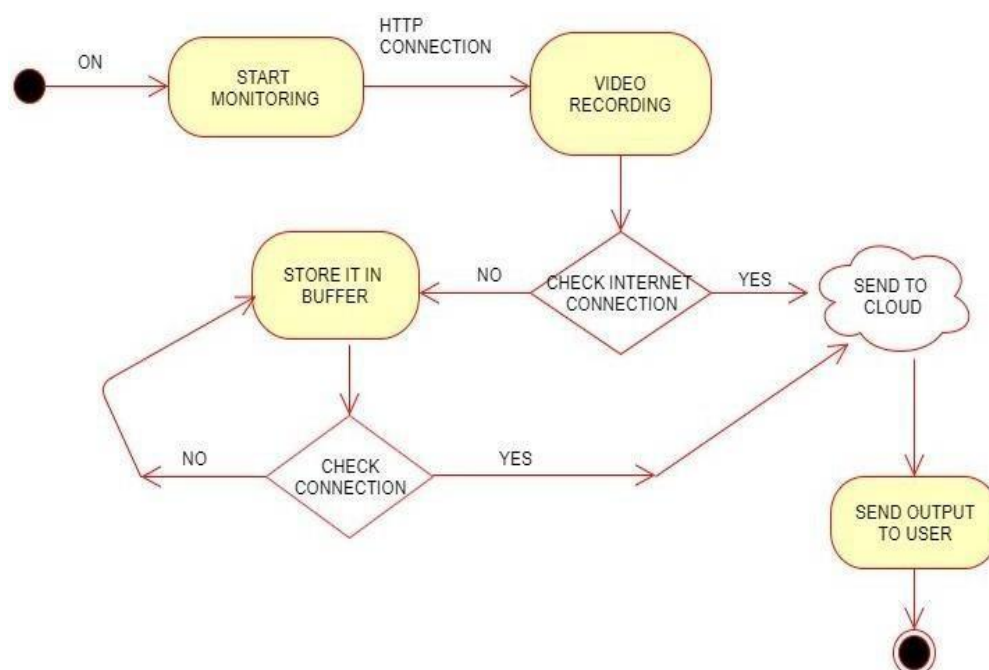 ON
START
MONITORING
HTTP
CONNECTION
VIDEO
RECORDING
STORE IT IN
BUFFER
NO
CHECK INTERNET
CONNECTION
YES
SEND TO
CLOUD
NO
CHECK
CONNECTION
YES
SEND OUTPUT
TO USER